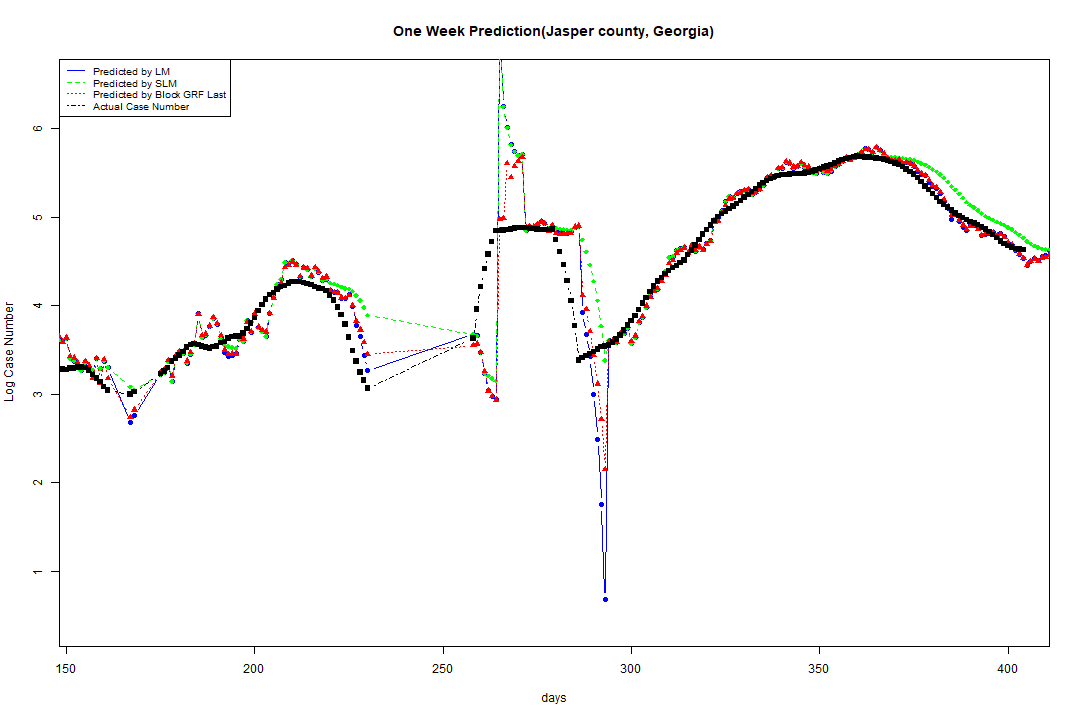 One Week Prediction(Jasper county, Georgia)
Predicted by LM
Predicted by SLM
Predicted by Block GRF Last
Actual Case Number
Log Case Number
6
5
4
3
2
1
150 200 250 300 350 400
days